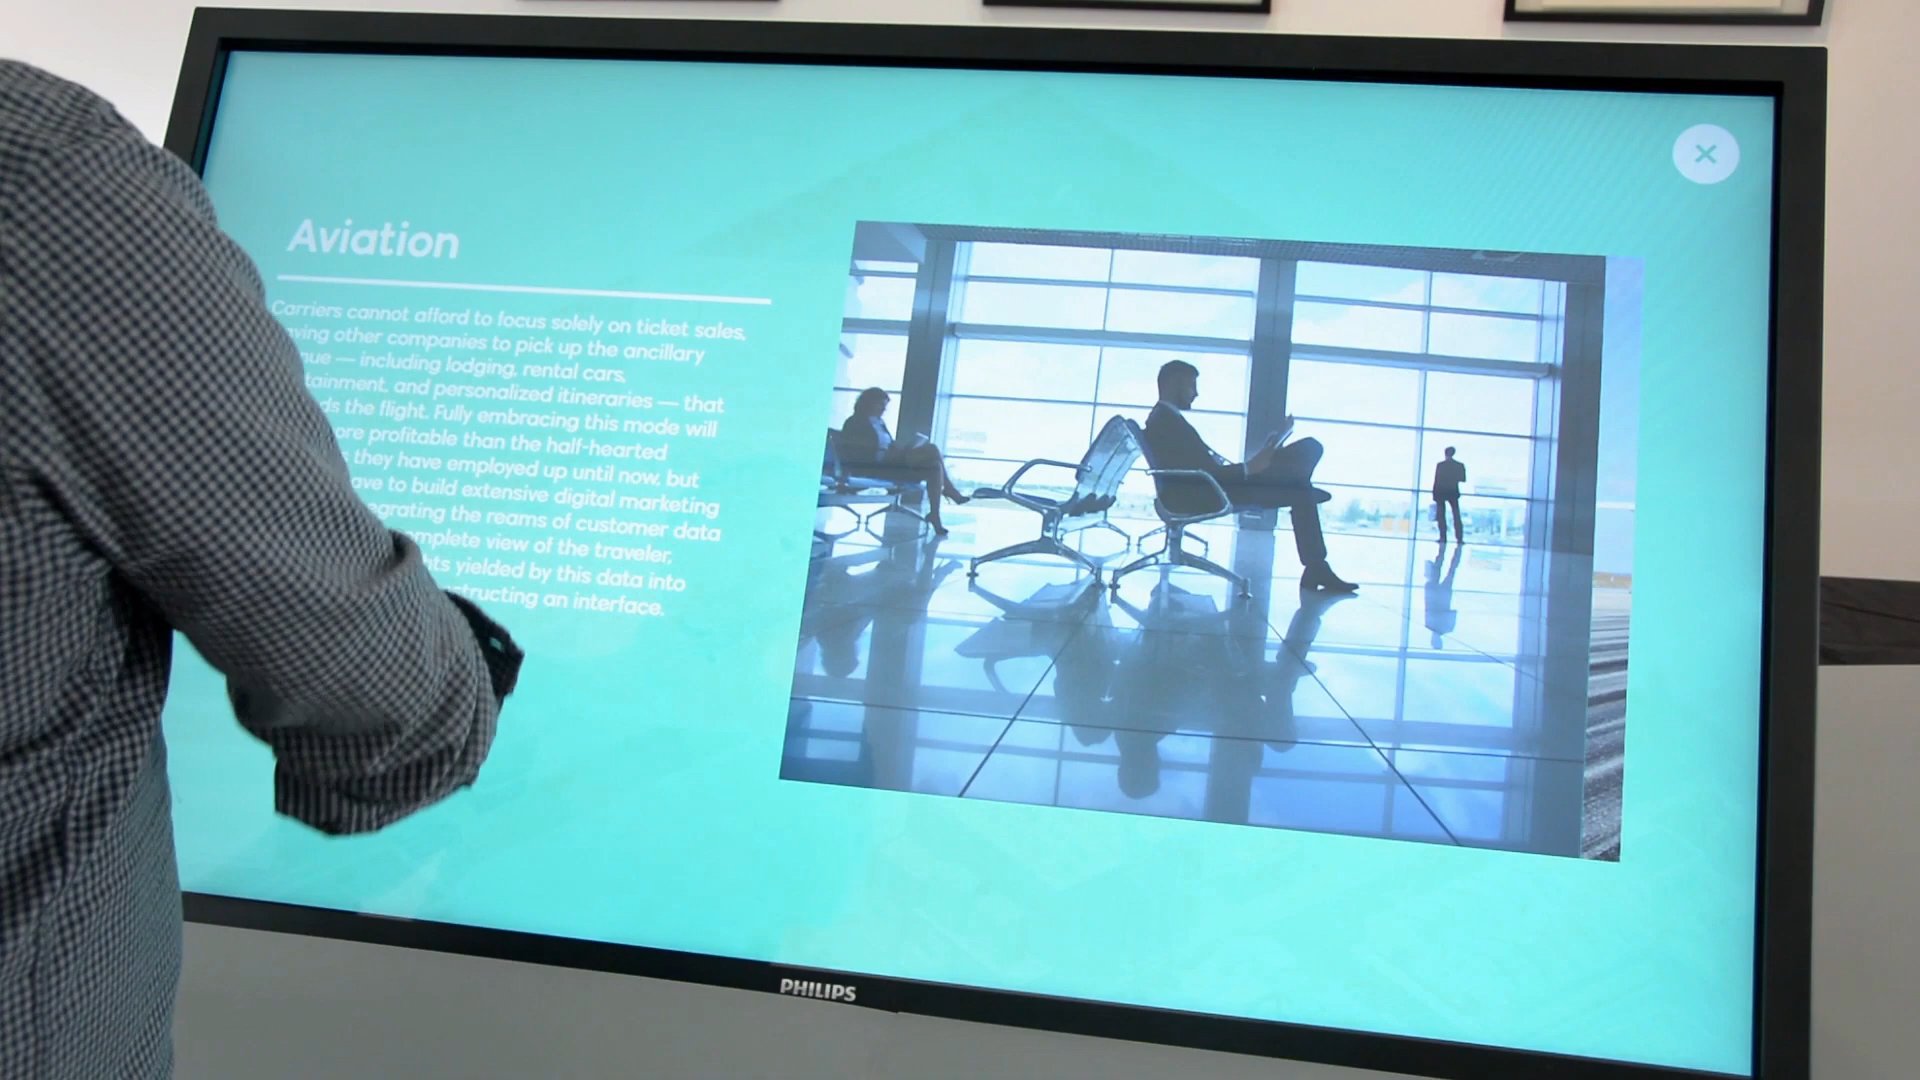 Aviation
Carriers cannot afford to focus solely on ticket sales,
other companies to pick up the ancillary
— including lodging, rental cars,
and personalized itineraries — that
the flight. Fully embracing this mode will
profitable than the half-hearted
they have employed up until now, but
to build extensive digital marketing
the reams of customer data
view of the traveler,
yielded by this data into
an interface.
PHILIPS